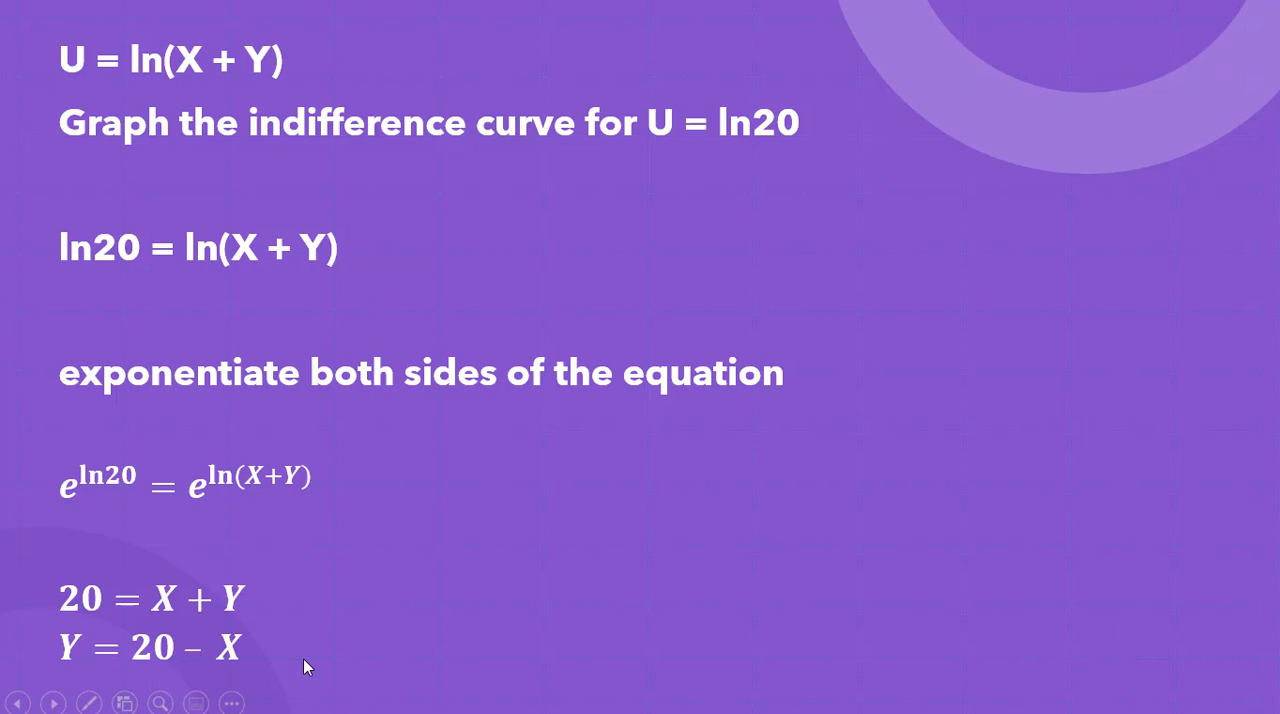 U = ln(X + Y)
Graph the indifference curve for U = ln20
ln20 = ln(X + Y)
exponentiate both sides of the equation
e^ln20 = e^ln(X+Y)
20 = X + Y
Y = 20 – X